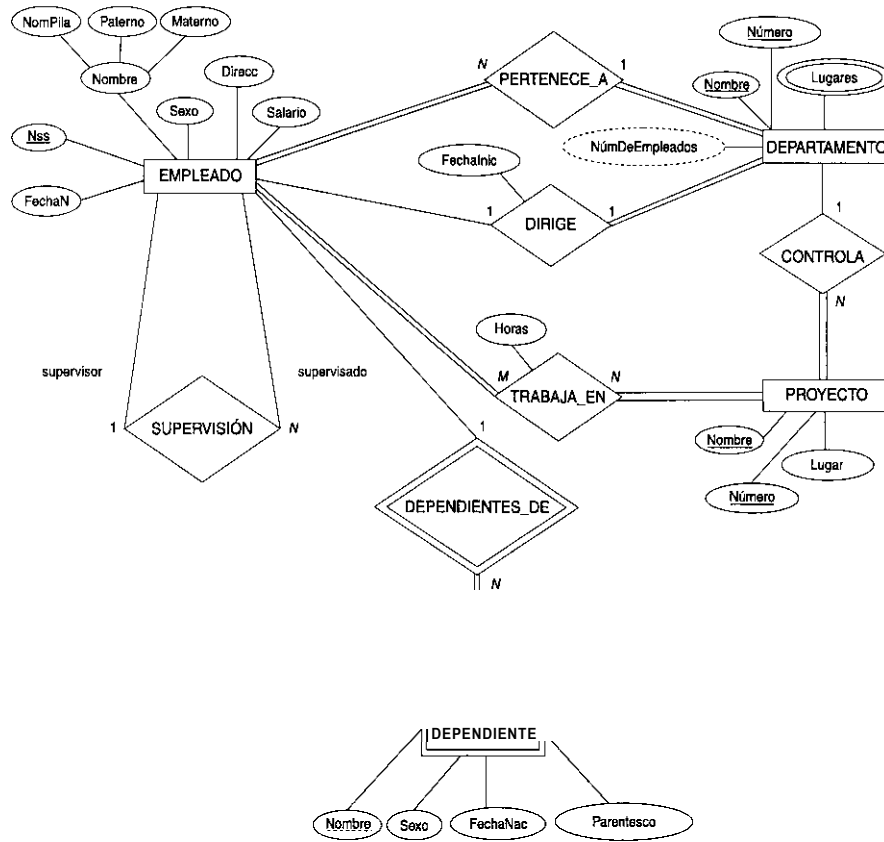 NomPila
Paterno
Materno
Nombre
Direcc
Sexo
Salario
Nss
FechaN
EMPLEADO
N
PERTENECE_A
1
Número
Nombre
Lugares
NúmDeEmpleados
DEPARTAMENTO
FechaInic
1
DIRIGE
1
1
CONTROLA
N
supervisor
supervisado
1
SUPERVISIÓN
N
Horas
M
TRABAJA_EN
N
PROYECTO
Nombre
Número
Lugar
1
DEPENDIENTES_DE
N
DEPENDIENTE
Nombre
Sexo
FechaNac
Parentesco